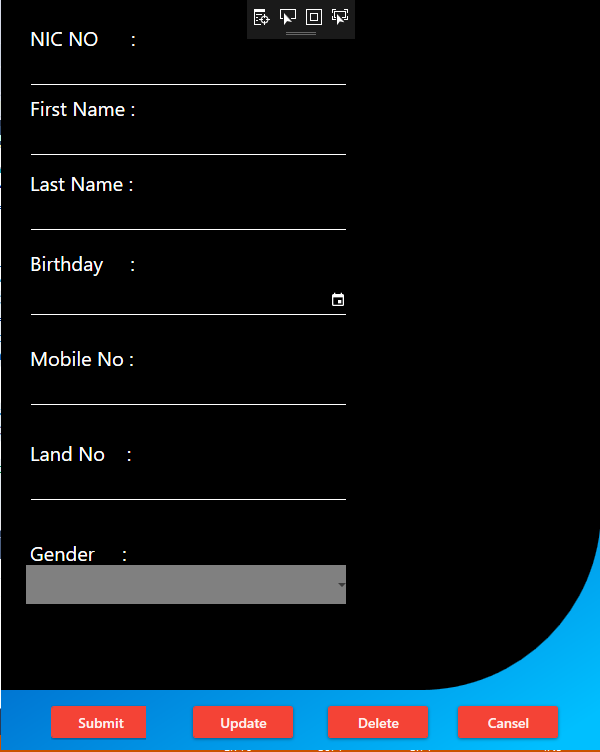 NIC NO :
First Name :
Last Name :
Birthday :
Mobile No :
Land No :
Gender :
Submit Update Delete Cansel